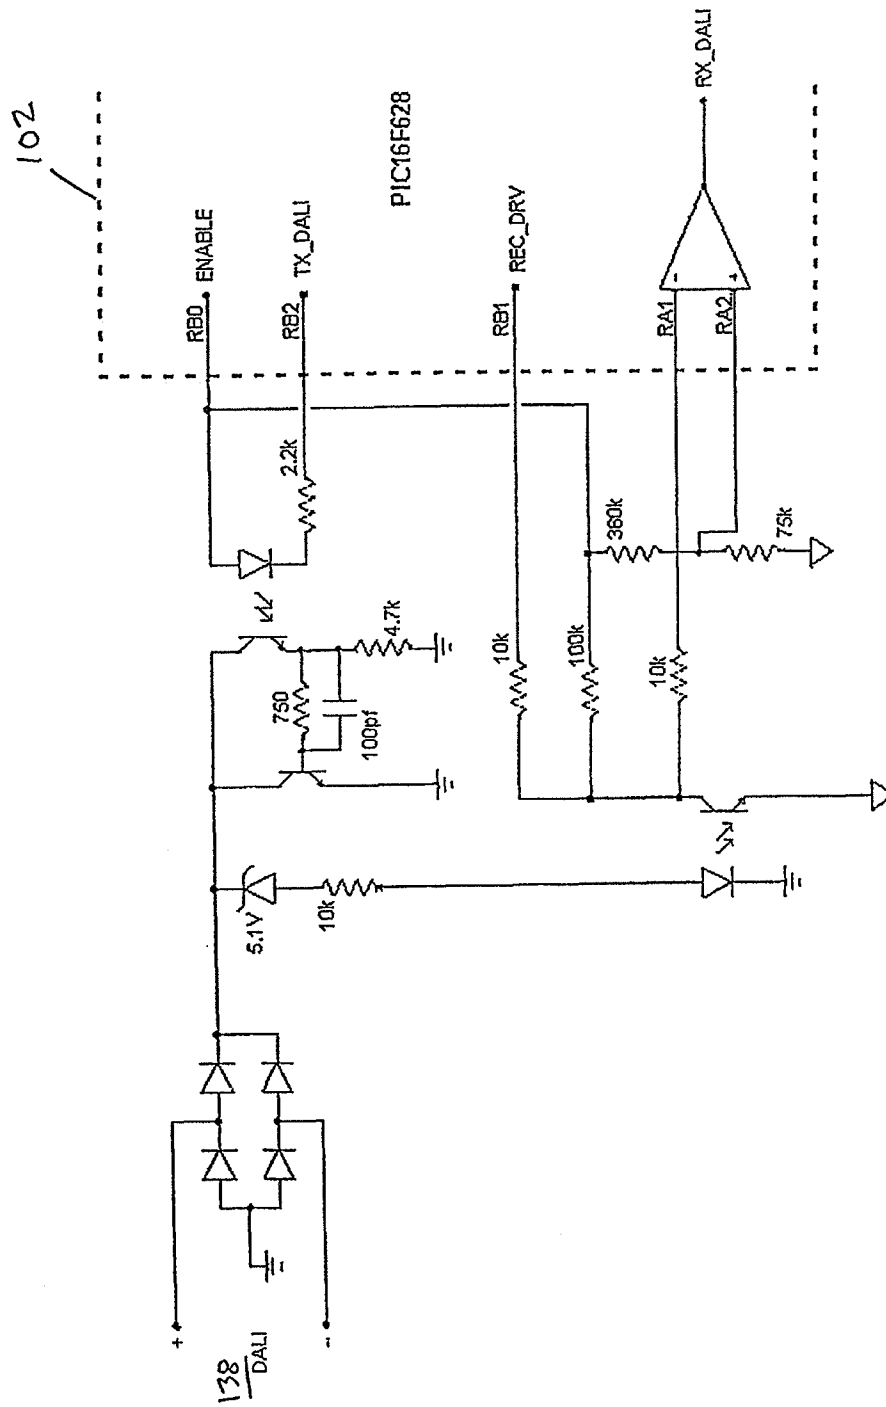 102
+
138
DALI
-
5.1V
10k
750
100pf
4.7k
2.2k
RB0
ENABLE
RB2
TX_DALI
PIC16F628
10k
RB1
REC_DRV
100k
360k
10k
75k
RA1
-
RA2
+
RX_DALI